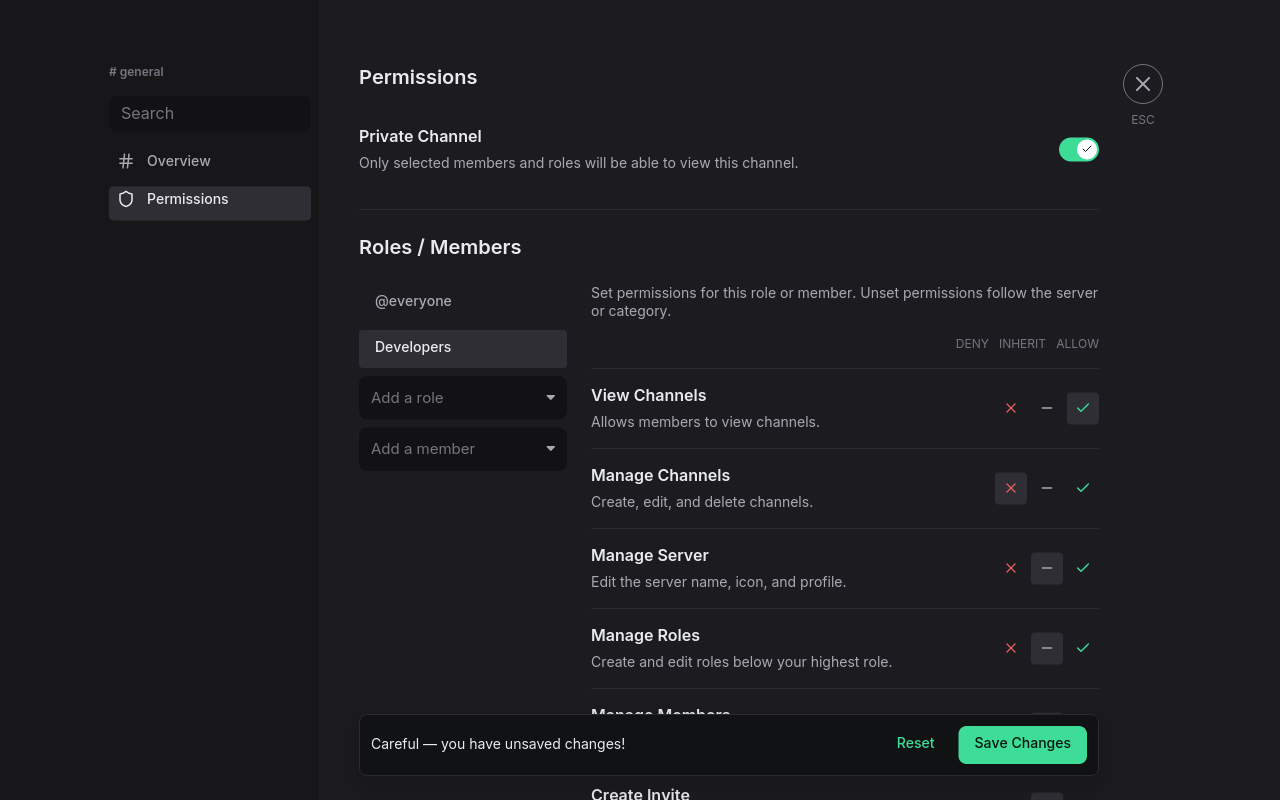 # general
Search
Overview
Permissions
Permissions
ESC
Private Channel
Only selected members and roles will be able to view this channel.
Roles / Members
@everyone
Developers
Add a role
Add a member
Set permissions for this role or member. Unset permissions follow the server
or category.
DENY INHERIT ALLOW
View Channels
Allows members to view channels.
Manage Channels
Create, edit, and delete channels.
Manage Server
Edit the server name, icon, and profile.
Manage Roles
Create and edit roles below your highest role.
Manage Members
Careful — you have unsaved changes!
Reset
Save Changes
Create Invite